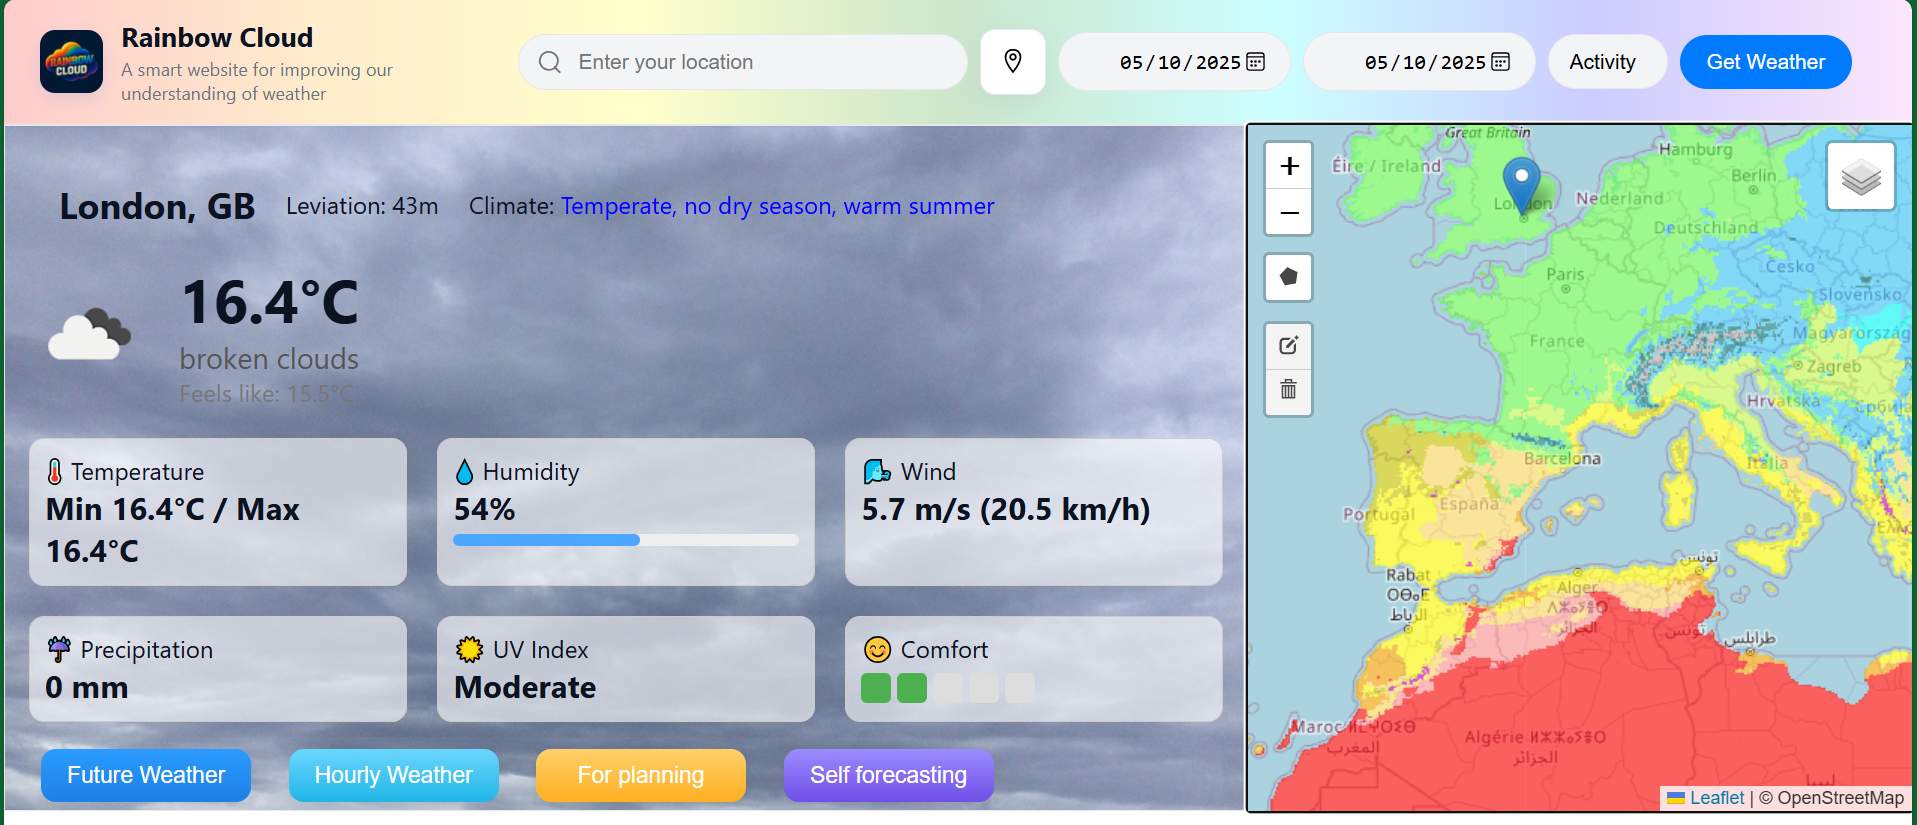 RAINBOW
CLOUD
Rainbow Cloud
A smart website for improving our
understanding of weather
Enter your location
05/10/2025
05/10/2025
Activity
Get Weather
London, GB
Leviation: 43m
Climate: Temperate, no dry season, warm summer
16.4°C
broken clouds
Feels like: 15.5°C
Temperature
Min 16.4°C / Max
16.4°C
Humidity
54%
Wind
5.7 m/s (20.5 km/h)
Precipitation
0 mm
UV Index
Moderate
Comfort
Future Weather
Hourly Weather
For planning
Self forecasting
+
−
Great Britain
Éire / Ireland
Hamburg
Berlin
London
Nederland
Deutschland
Paris
Česko
Slovensko
France
Magyarország
Zagreb
Hrvatska
Barcelona
Italia
Portugal
España
تونس
Rabat
ⵔⴱⴰⵟ
الرباط
Alger
الجزائر
تونس
طرابلس
Maroc ⵍⵎⵖⵔⵉⴱ
المغرب
Algérie ⵍⵣⵣⴰⵢⴻⵔ
الجزائر
ليبيا
Leaflet | © OpenStreetMap